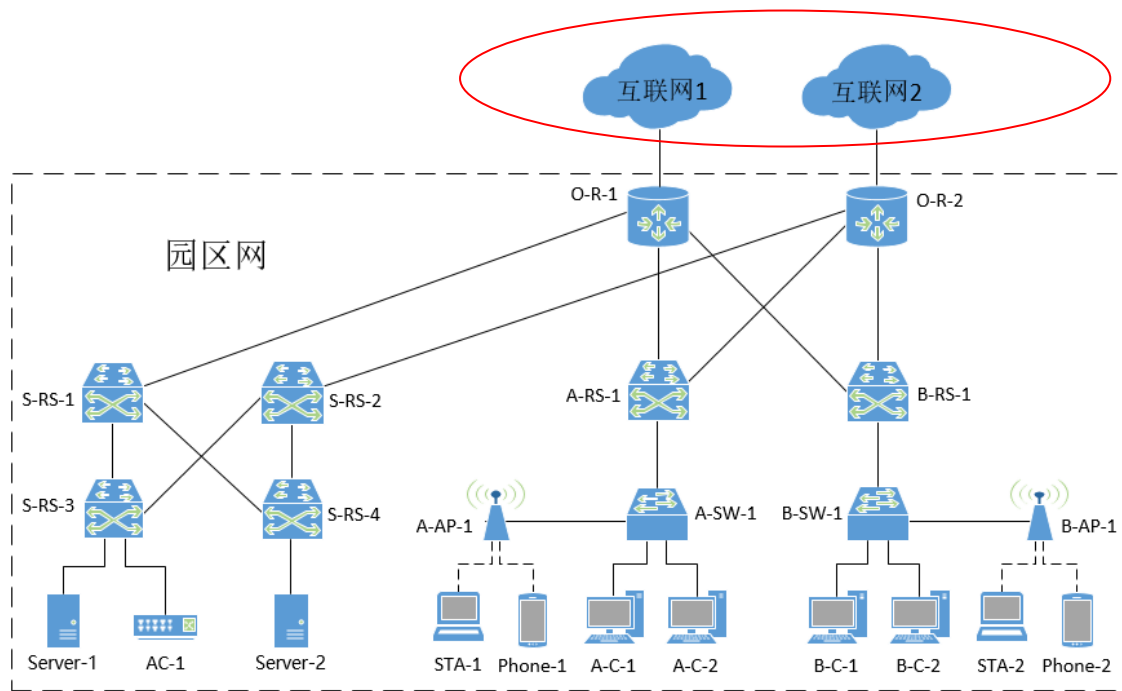 互联网1
互联网2
O-R-1
O-R-2
园区网
S-RS-1
S-RS-2
A-RS-1
B-RS-1
S-RS-3
S-RS-4
A-AP-1
A-SW-1
B-SW-1
B-AP-1
Server-1
AC-1
Server-2
STA-1
Phone-1
A-C-1
A-C-2
B-C-1
B-C-2
STA-2
Phone-2